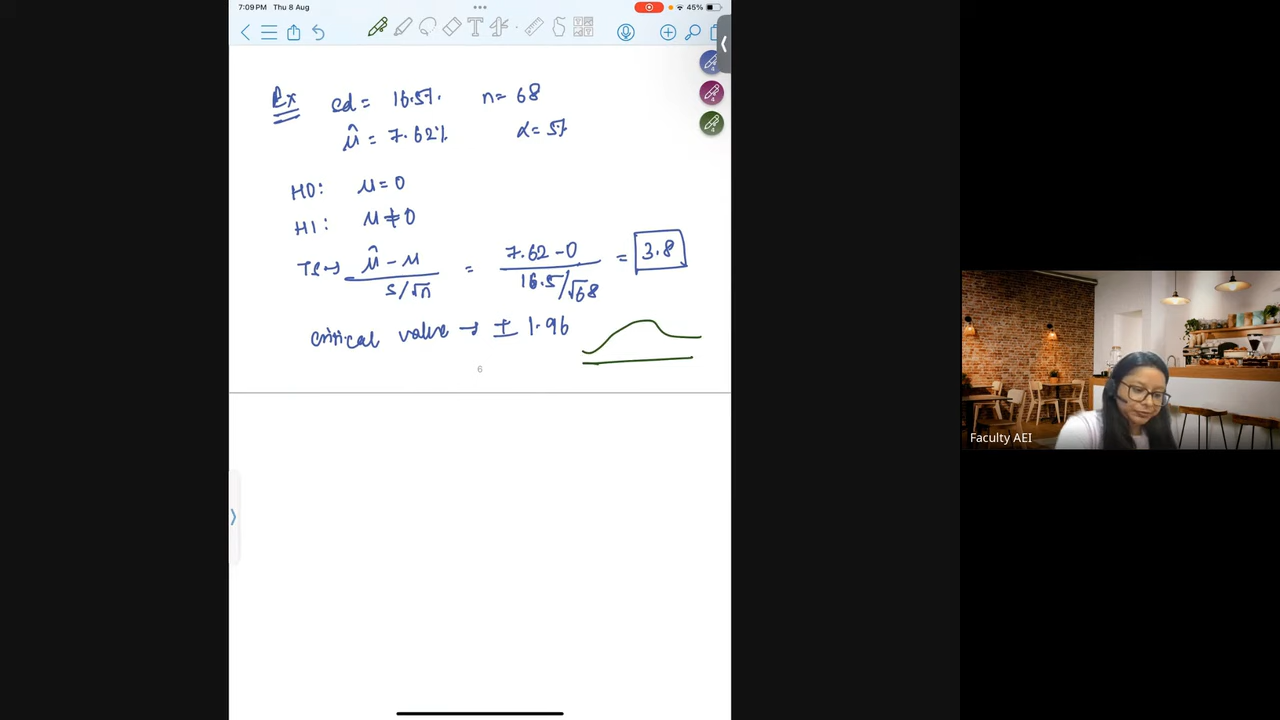 7:09 PM Thu 8 Aug
45%
Ex sd = 16.5%. n = 68
μ̂ = 7.62% α = 5%
H0: μ = 0
H1: μ ≠ 0
TS → μ̂ - μ / s/√n = 7.62 - 0 / 16.5/√68 = 3.8
critical value → ± 1.96
6
Faculty AEI